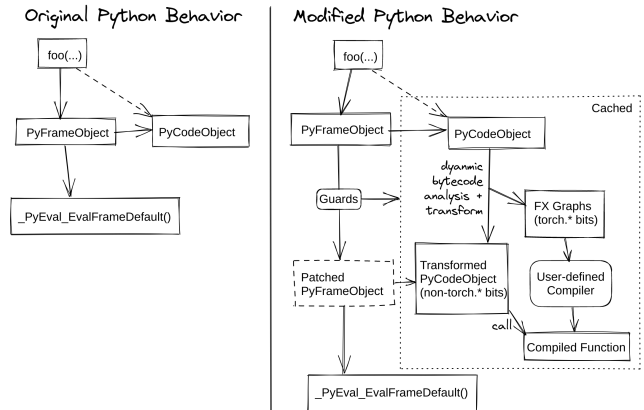 Original Python Behavior
foo(...)
PyFrameObject
PyCodeObject
_PyEval_EvalFrameDefault()
Modified Python Behavior
foo(...)
Cached
PyFrameObject
PyCodeObject
dyanmic
bytecode
analysis +
transform
Guards
FX Graphs
(torch.* bits)
Patched
PyFrameObject
Transformed
PyCodeObject
(non-torch.* bits)
User-defined
Compiler
call
Compiled Function
_PyEval_EvalFrameDefault()